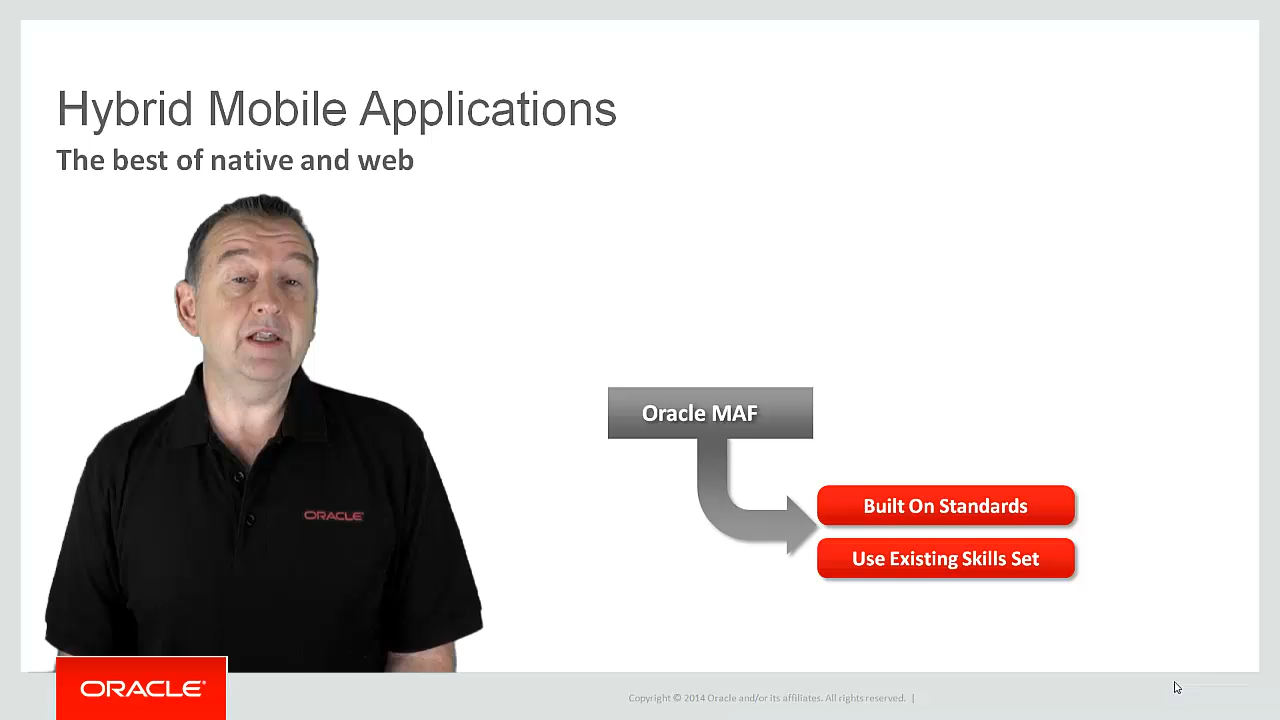 Hybrid Mobile Applications
The best of native and web
Oracle MAF
Built On Standards
Use Existing Skills Set
ORACLE
ORACLE®
Copyright © 2014 Oracle and/or its affiliates. All rights reserved. |